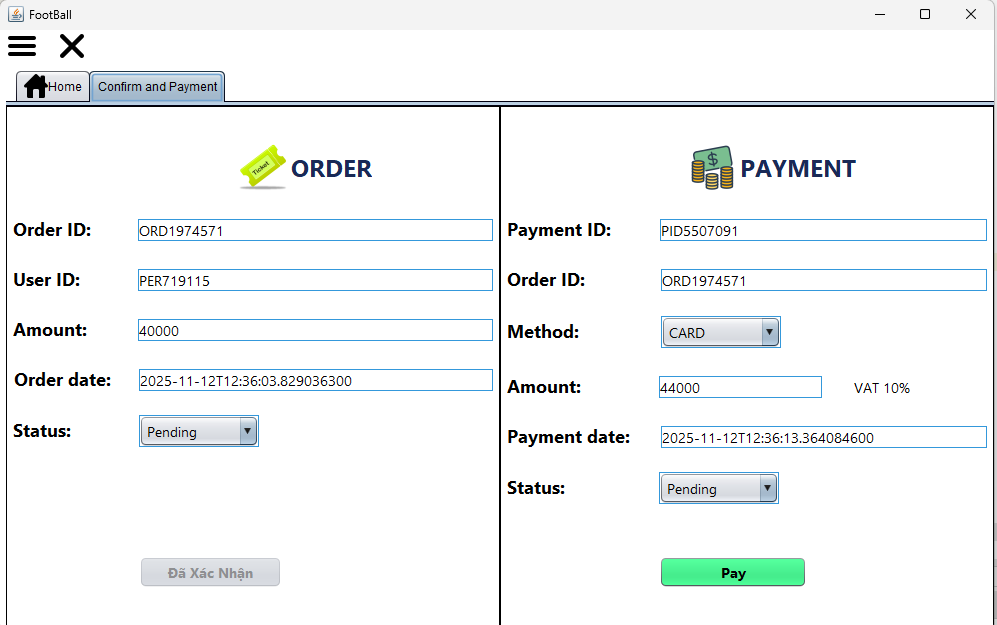 FootBall
Home
Confirm and Payment
Ticket
ORDER
Order ID:
ORD1974571
User ID:
PER719115
Amount:
40000
Order date:
2025-11-12T12:36:03.829036300
Status:
Pending
Đã Xác Nhận
$
PAYMENT
Payment ID:
PID5507091
Order ID:
ORD1974571
Method:
CARD
Amount:
44000
VAT 10%
Payment date:
2025-11-12T12:36:13.364084600
Status:
Pending
Pay